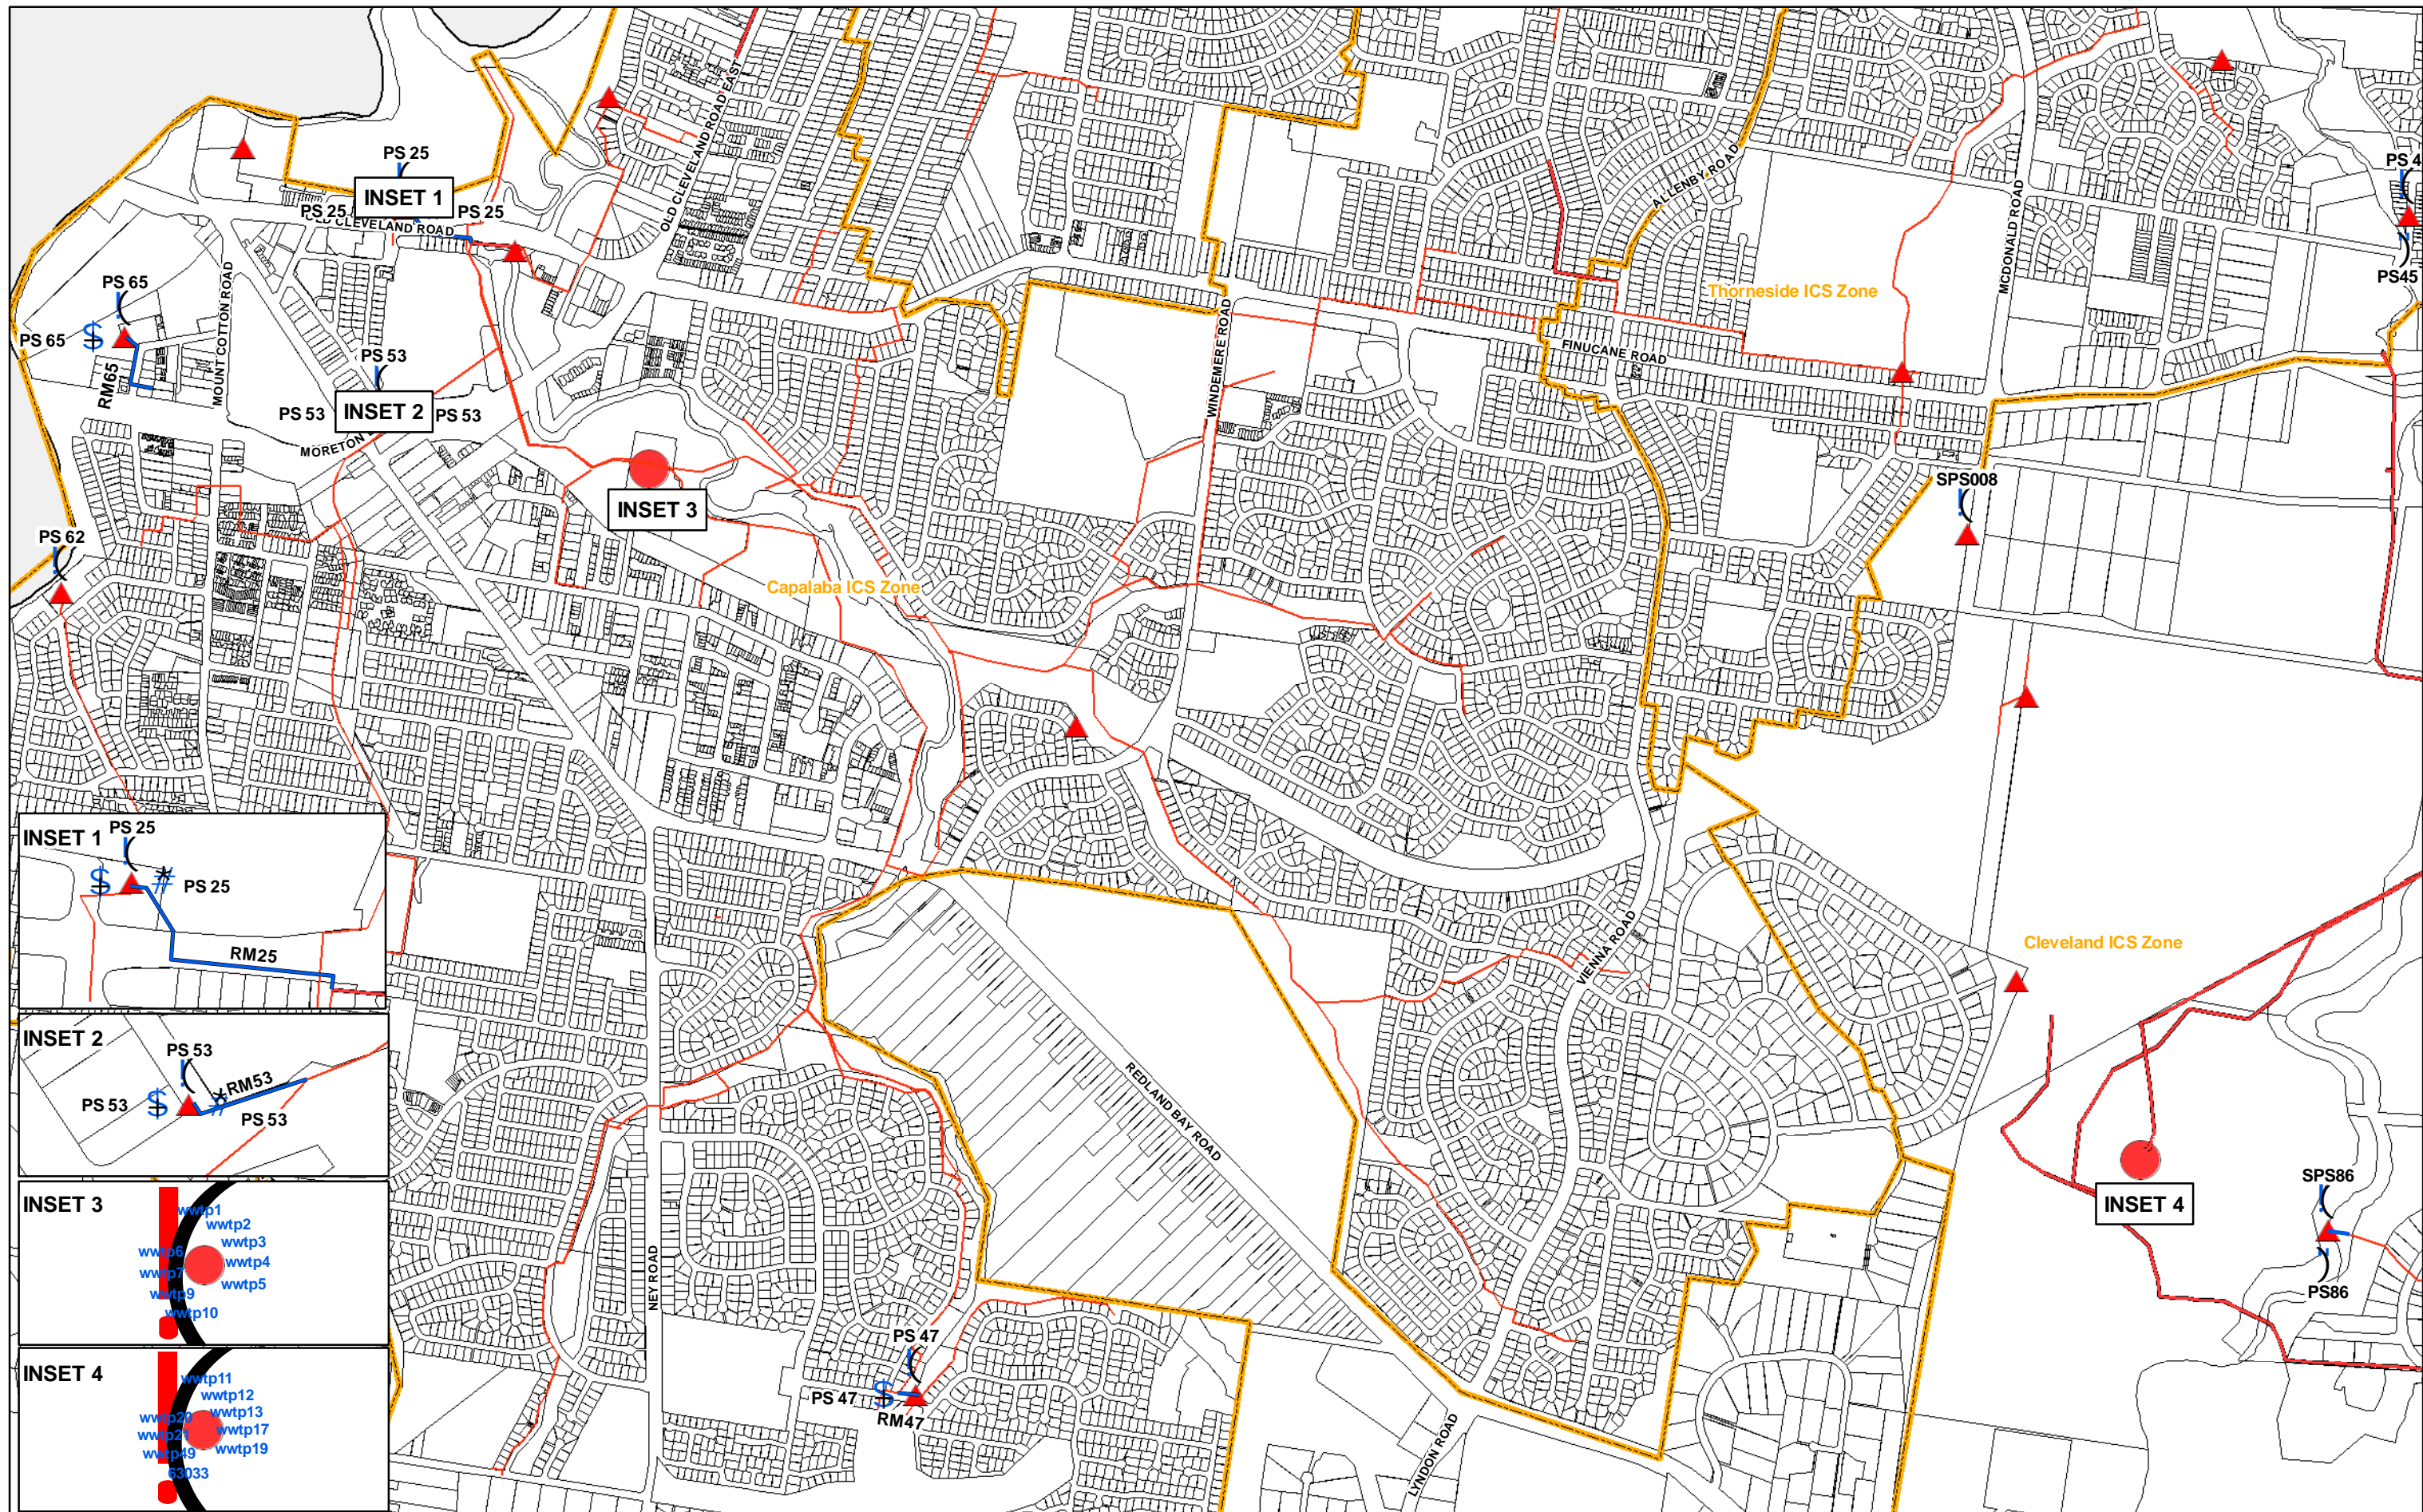 PS 25
INSET 1
PS 25
PS 25
CLEVELAND ROAD
OLD CLEVELAND ROAD EAST
ALLENBY ROAD
MCDONALD ROAD
PS 4
PS45
PS 65
PS 65
RM65
MOUNT COTTON ROAD
PS 53
PS 53
INSET 2
PS 53
MORETON
WINDEMERE ROAD
Thorneside ICS Zone
FINUCANE ROAD
SPS008
INSET 3
PS 62
Capalaba ICS Zone
INSET 1
PS 25
$
#
PS 25
RM25
INSET 2
PS 53
PS 53
$
#
RM53
PS 53
INSET 3
wwtp1
wwtp2
wwtp3
wwtp6
wwtp4
wwtp7
wwtp5
wwtp9
wwtp10
INSET 4
wwtp11
wwtp12
wwtp20
wwtp13
wwtp21
wwtp17
wwtp49
wwtp19
63033
VIENNA ROAD
Cleveland ICS Zone
REDLAND BAY ROAD
NEY ROAD
INSET 4
SPS86
PS86
PS 47
PS 47
$
RM47
LYNDON ROAD